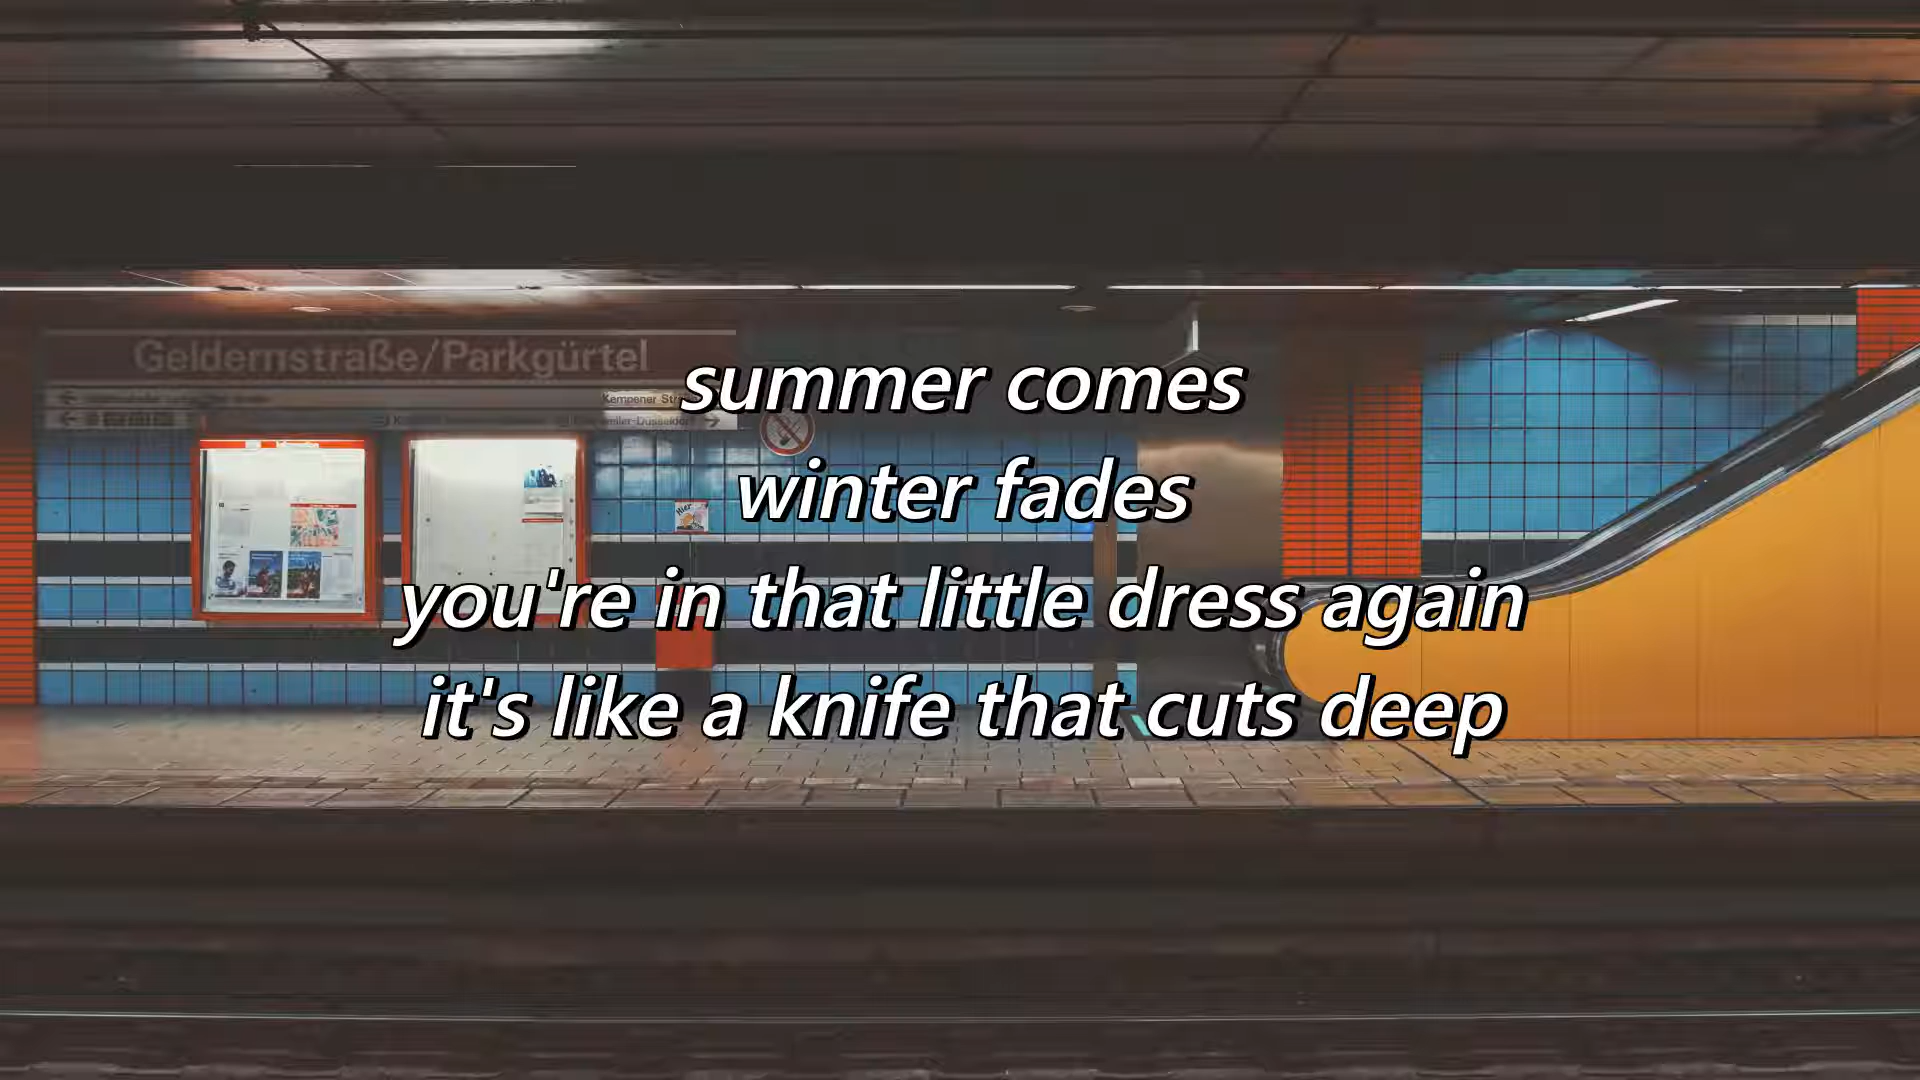 Geldernstraße/Parkgürtel
Kempener Str
summer comes
winter fades
Hier
you're in that little dress again
it's like a knife that cuts deep